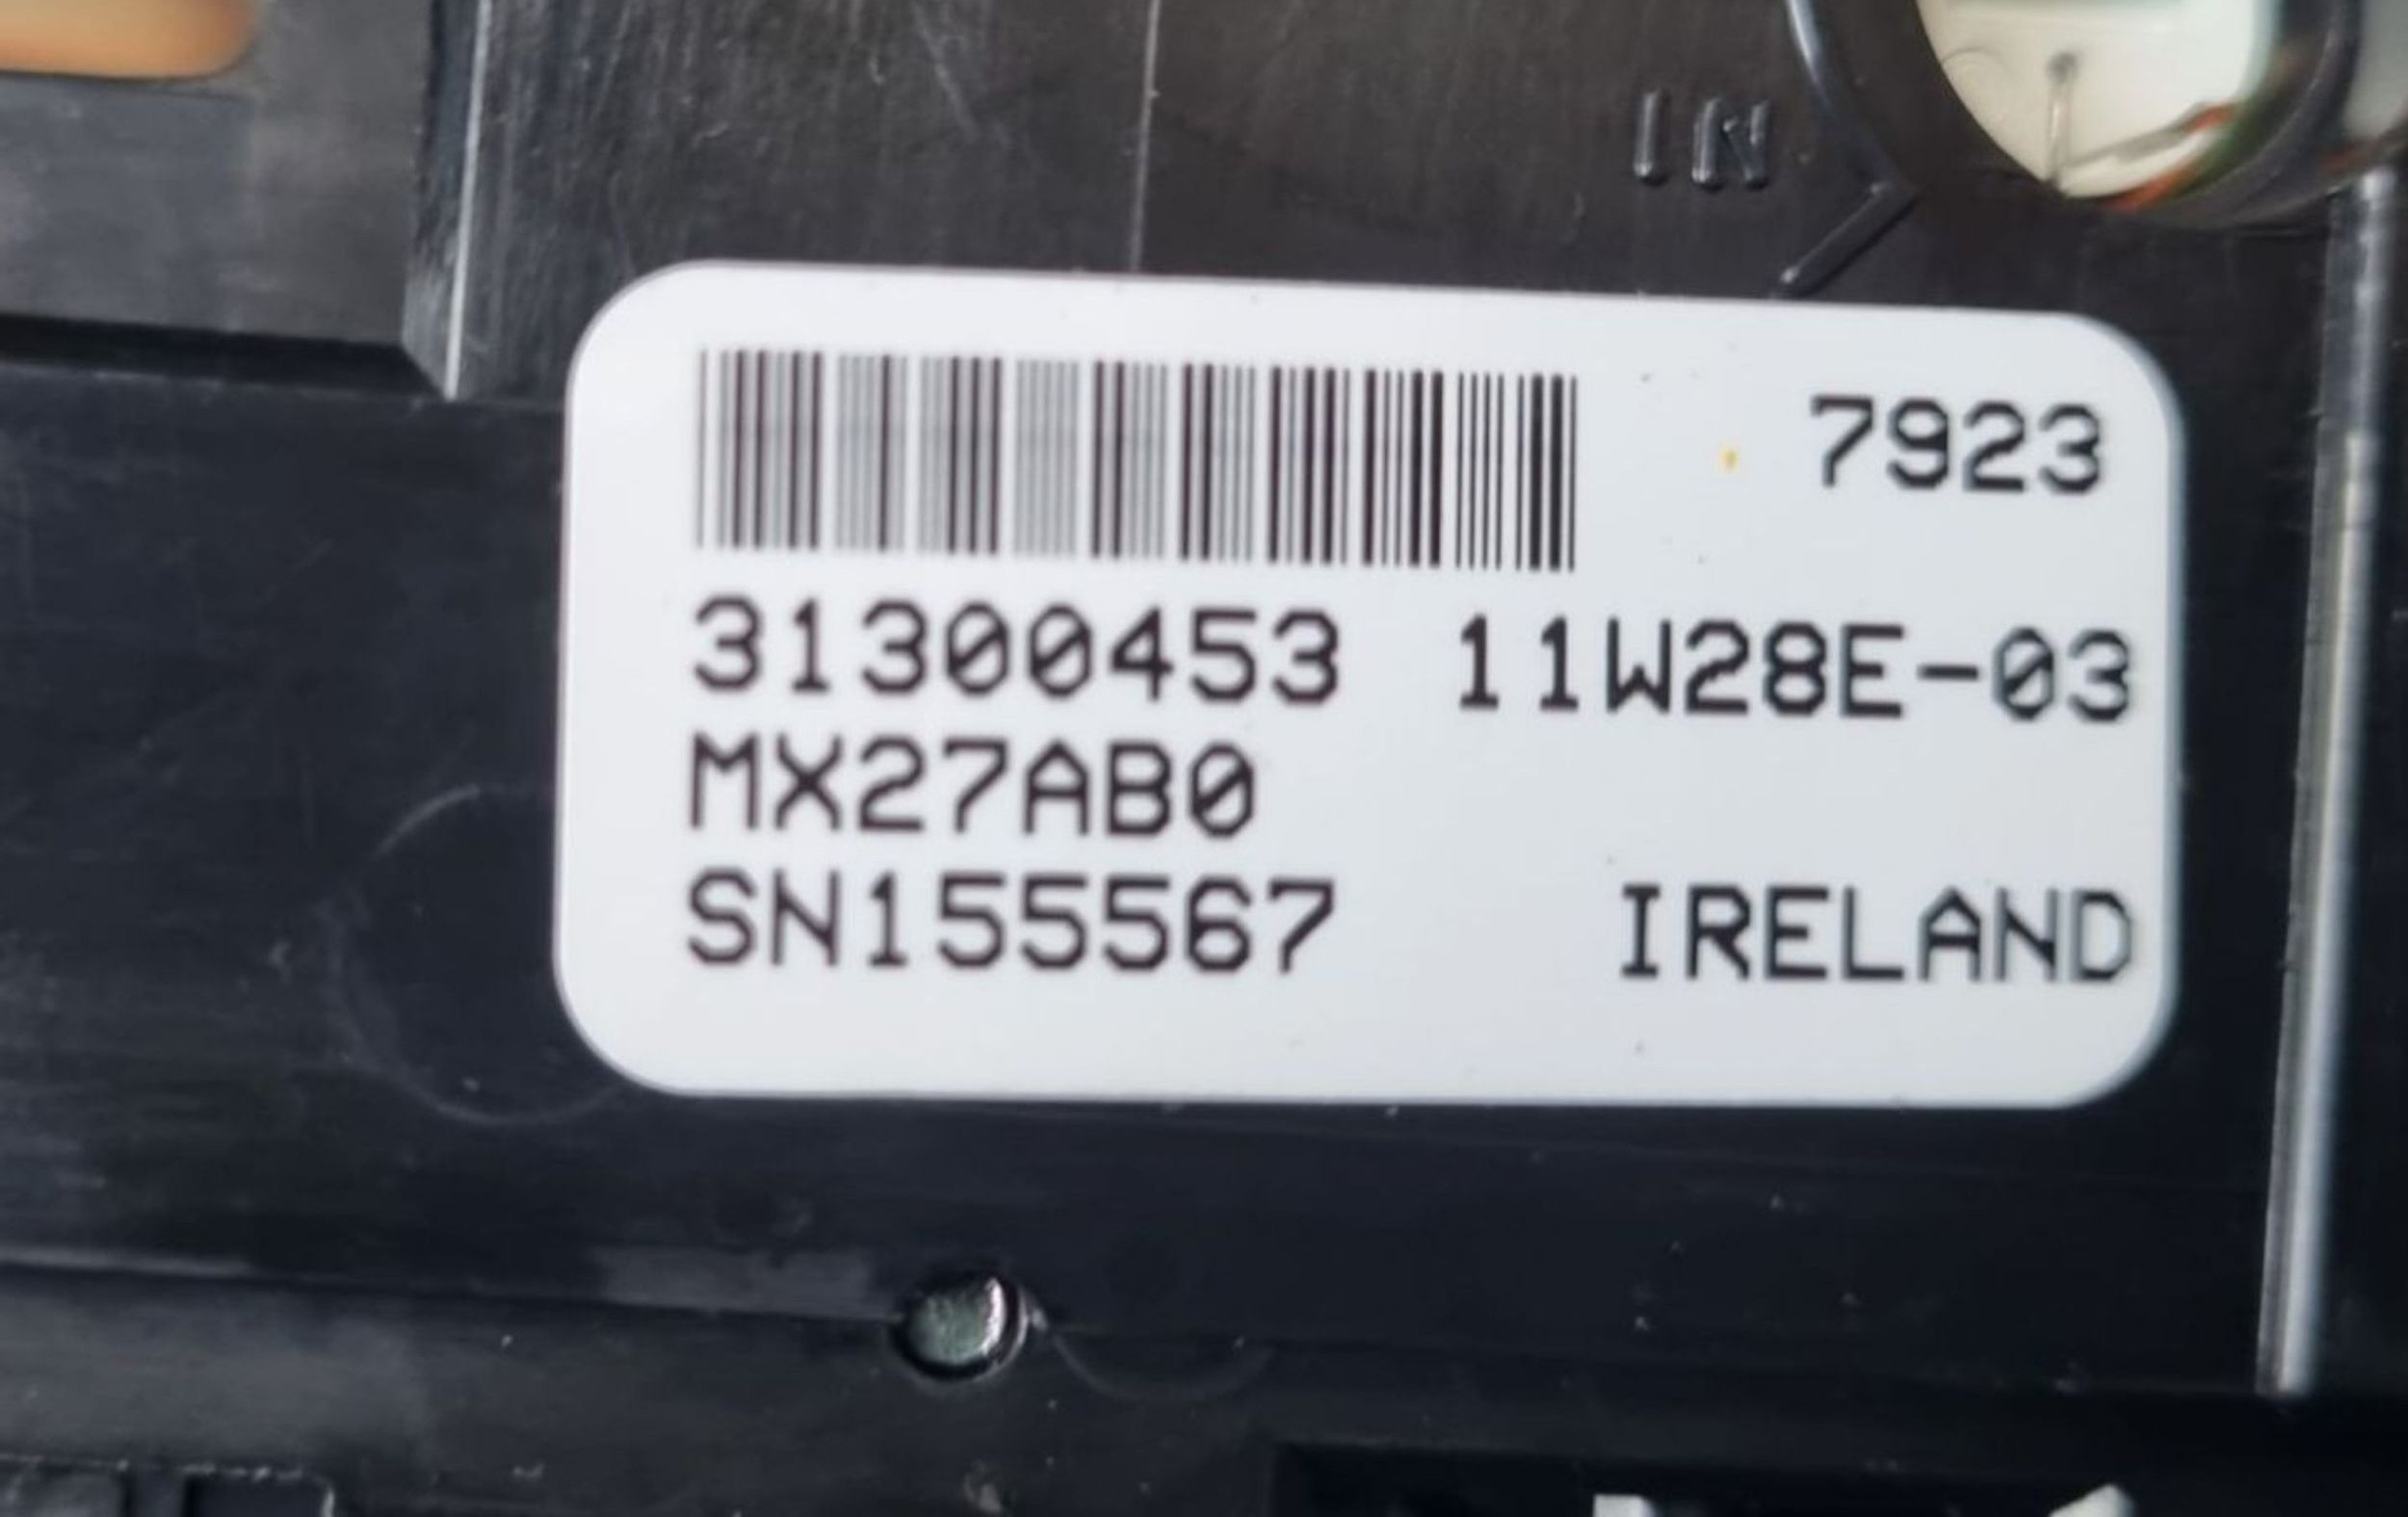 IN
7923
31300453 11W28E-03
MX27AB0
SN155567 IRELAND